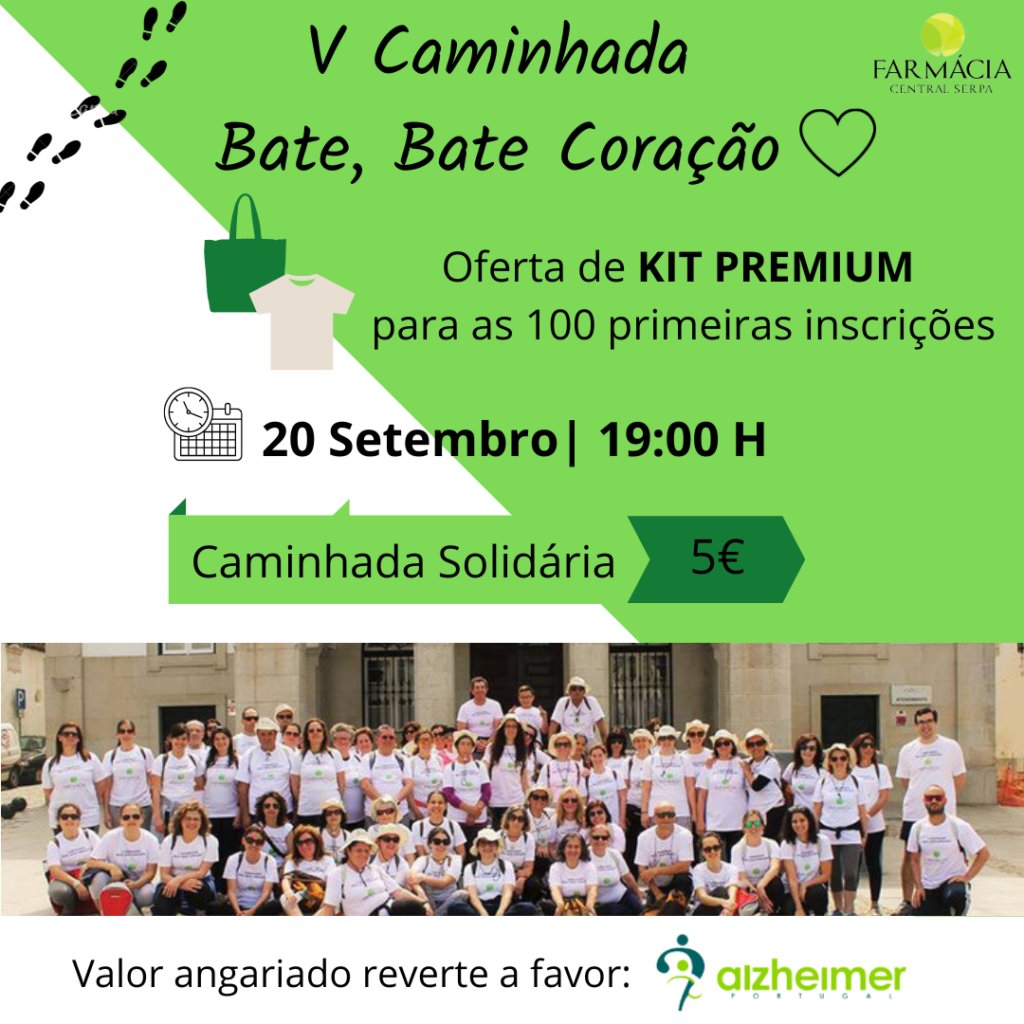 V Caminhada
Bate, Bate Coração
FARMÁCIA
CENTRAL SERPA
Oferta de KIT PREMIUM
para as 100 primeiras inscrições
20 Setembro| 19:00 H
Caminhada Solidária
5€
P
ATENDIMENTO
Valor angariado reverte a favor:
alzheimer
PORTUGAL